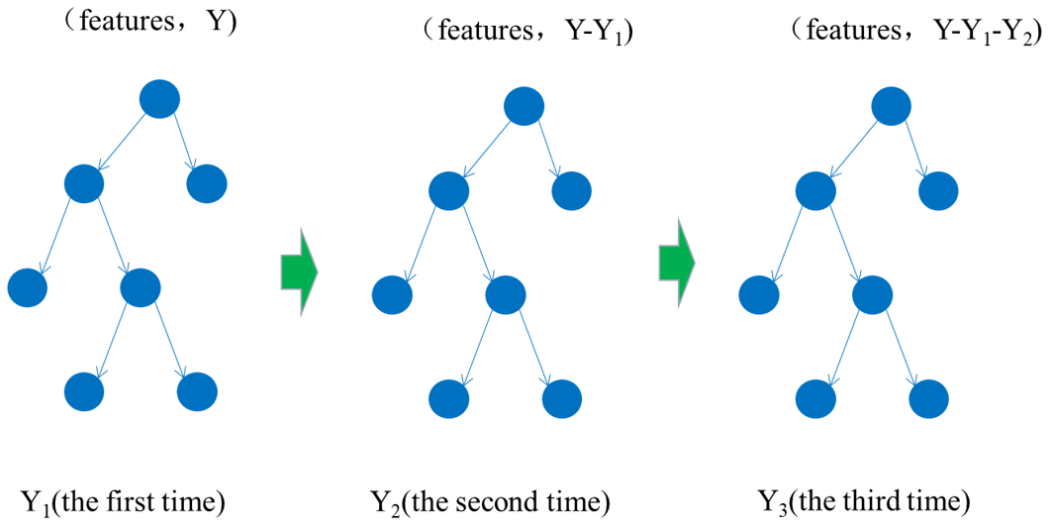 （features， Y)
（features， Y-Y₁)
（features， Y-Y₁-Y₂)
Y₁(the first time)
Y₂(the second time)
Y₃(the third time)